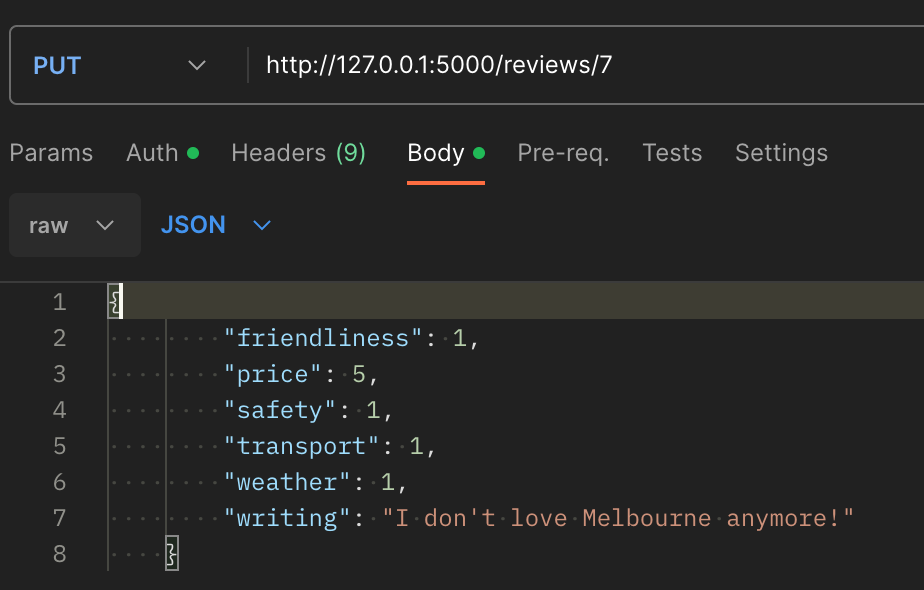 PUT http://127.0.0.1:5000/reviews/7
Params Auth Headers (9) Body Pre-req. Tests Settings
raw JSON
1 {
2 "friendliness": 1,
3 "price": 5,
4 "safety": 1,
5 "transport": 1,
6 "weather": 1,
7 "writing": "I don't love Melbourne anymore!"
8 }